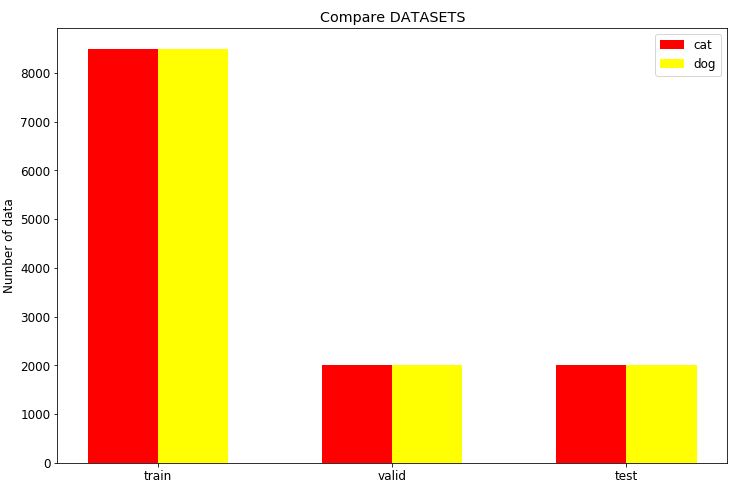 Compare DATASETS
cat
dog
Number of data
8000
7000
6000
5000
4000
3000
2000
1000
0
train valid test